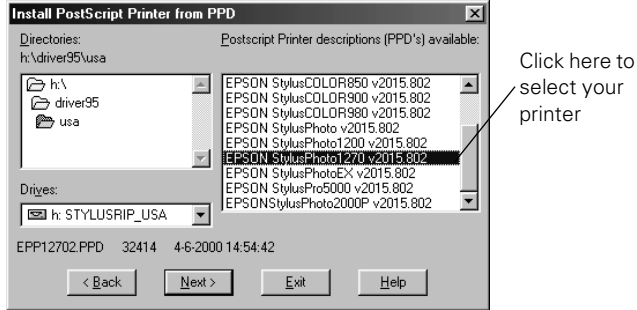 Install PostScript Printer from PPD
Directories:
h:\driver95\usa
Postscript Printer descriptions (PPD's) available:
h:\
driver95
usa
EPSON StylusCOLOR850 v2015.802
EPSON StylusCOLOR900 v2015.802
EPSON StylusCOLOR980 v2015.802
EPSON StylusPhoto v2015.802
EPSON StylusPhoto1200 v2015.802
EPSON StylusPhoto1270 v2015.802
EPSON StylusPhotoEX v2015.802
EPSON StylusPro5000 v2015.802
EPSONStylusPhoto2000P v2015.802
Click here to
select your
printer
Drives:
h: STYLUSRIP_USA
EPP12702.PPD 32414 4-6-2000 14:54:42
< Back
Next >
Exit
Help